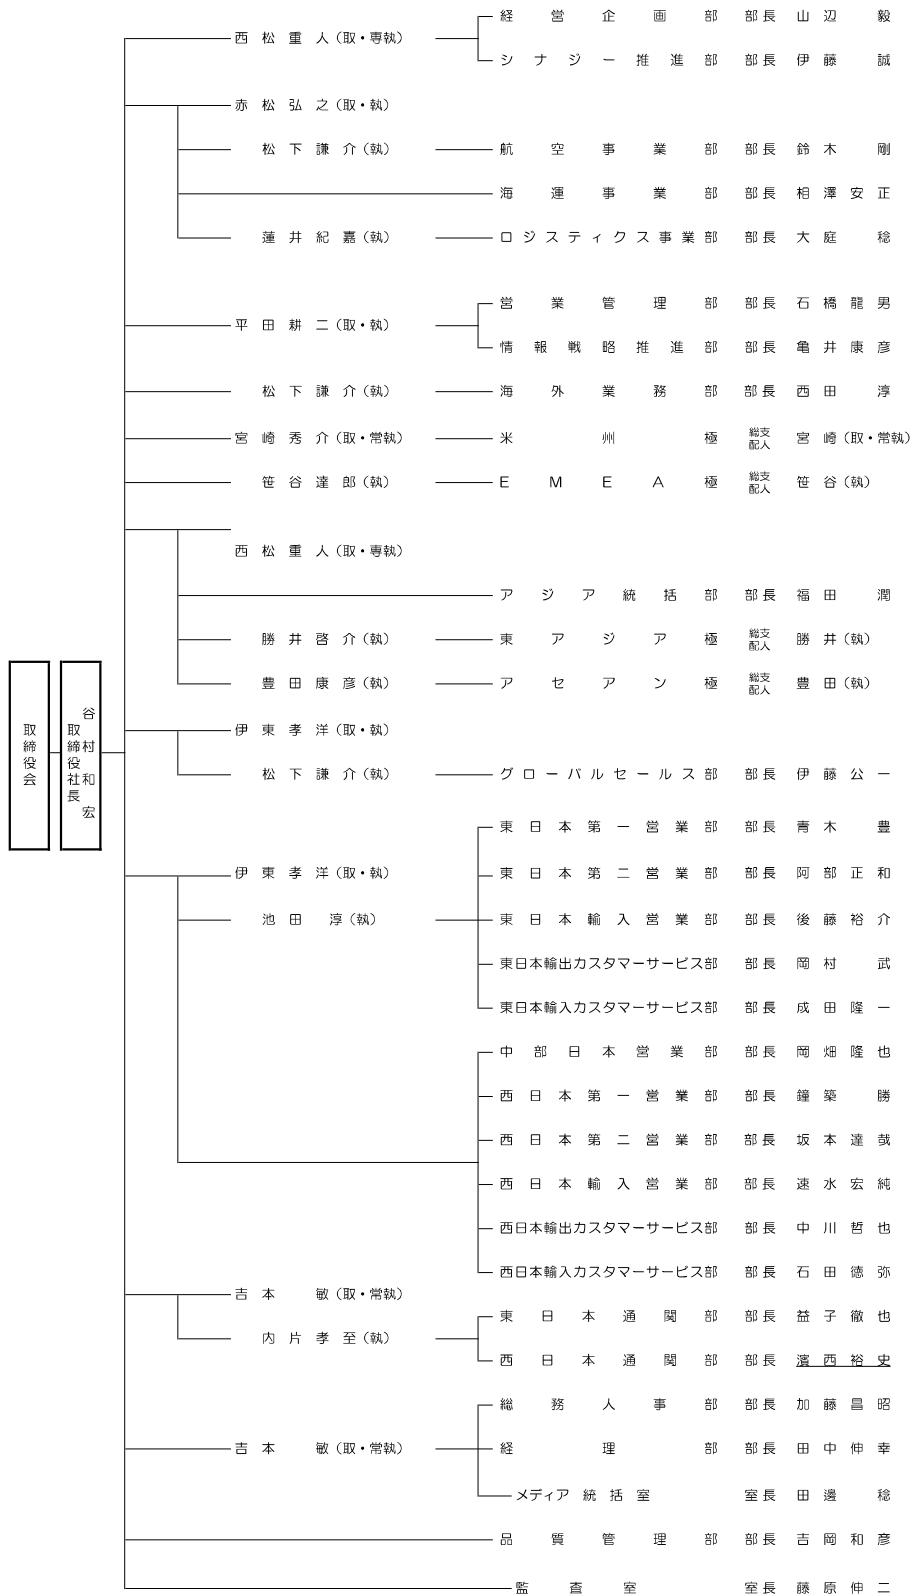 取締役会
取締役社長 谷村和宏
西松重人(取・専執) 経営企画部 部長 山辺毅
シナジー推進部 部長 伊藤誠
赤松弘之(取・執)
松下謙介(執) 航空事業部 部長 鈴木剛
海運事業部 部長 相澤安正
蓮井紀嘉(執) ロジスティクス事業部 部長 大庭稔
平田耕二(取・執) 営業管理部 部長 石橋龍男
情報戦略推進部 部長 亀井康彦
松下謙介(執) 海外業務部 部長 西田淳
宮崎秀介(取・常執) 米州極 総支配人 宮崎(取・常執)
笹谷達郎(執) EMEA極 総支配人 笹谷(執)
西松重人(取・専執)
アジア統括部 部長 福田潤
勝井啓介(執) 東アジア極 総支配人 勝井(執)
豊田康彦(執) アセアン極 総支配人 豊田(執)
伊東孝洋(取・執)
松下謙介(執) グローバルセールス部 部長 伊藤公一
東日本第一営業部 部長 青木豊
伊東孝洋(取・執) 東日本第二営業部 部長 阿部正和
池田淳(執) 東日本輸入営業部 部長 後藤裕介
東日本輸出カスタマーサービス部 部長 岡村武
東日本輸入カスタマーサービス部 部長 成田隆一
中部日本営業部 部長 岡畑隆也
西日本第一営業部 部長 鐘築勝
西日本第二営業部 部長 坂本達哉
西日本輸入営業部 部長 速水宏純
西日本輸出カスタマーサービス部 部長 中川哲也
西日本輸入カスタマーサービス部 部長 石田徳弥
吉本敏(取・常執)
東日本通関部 部長 益子徹也
内片孝至(執)
西日本通関部 部長 濱西裕史
総務人事部 部長 加藤昌昭
吉本敏(取・常執) 経理部 部長 田中伸幸
メディア統括室 室長 田邊稔
品質管理部 部長 吉岡和彦
監査室 室長 藤原伸二